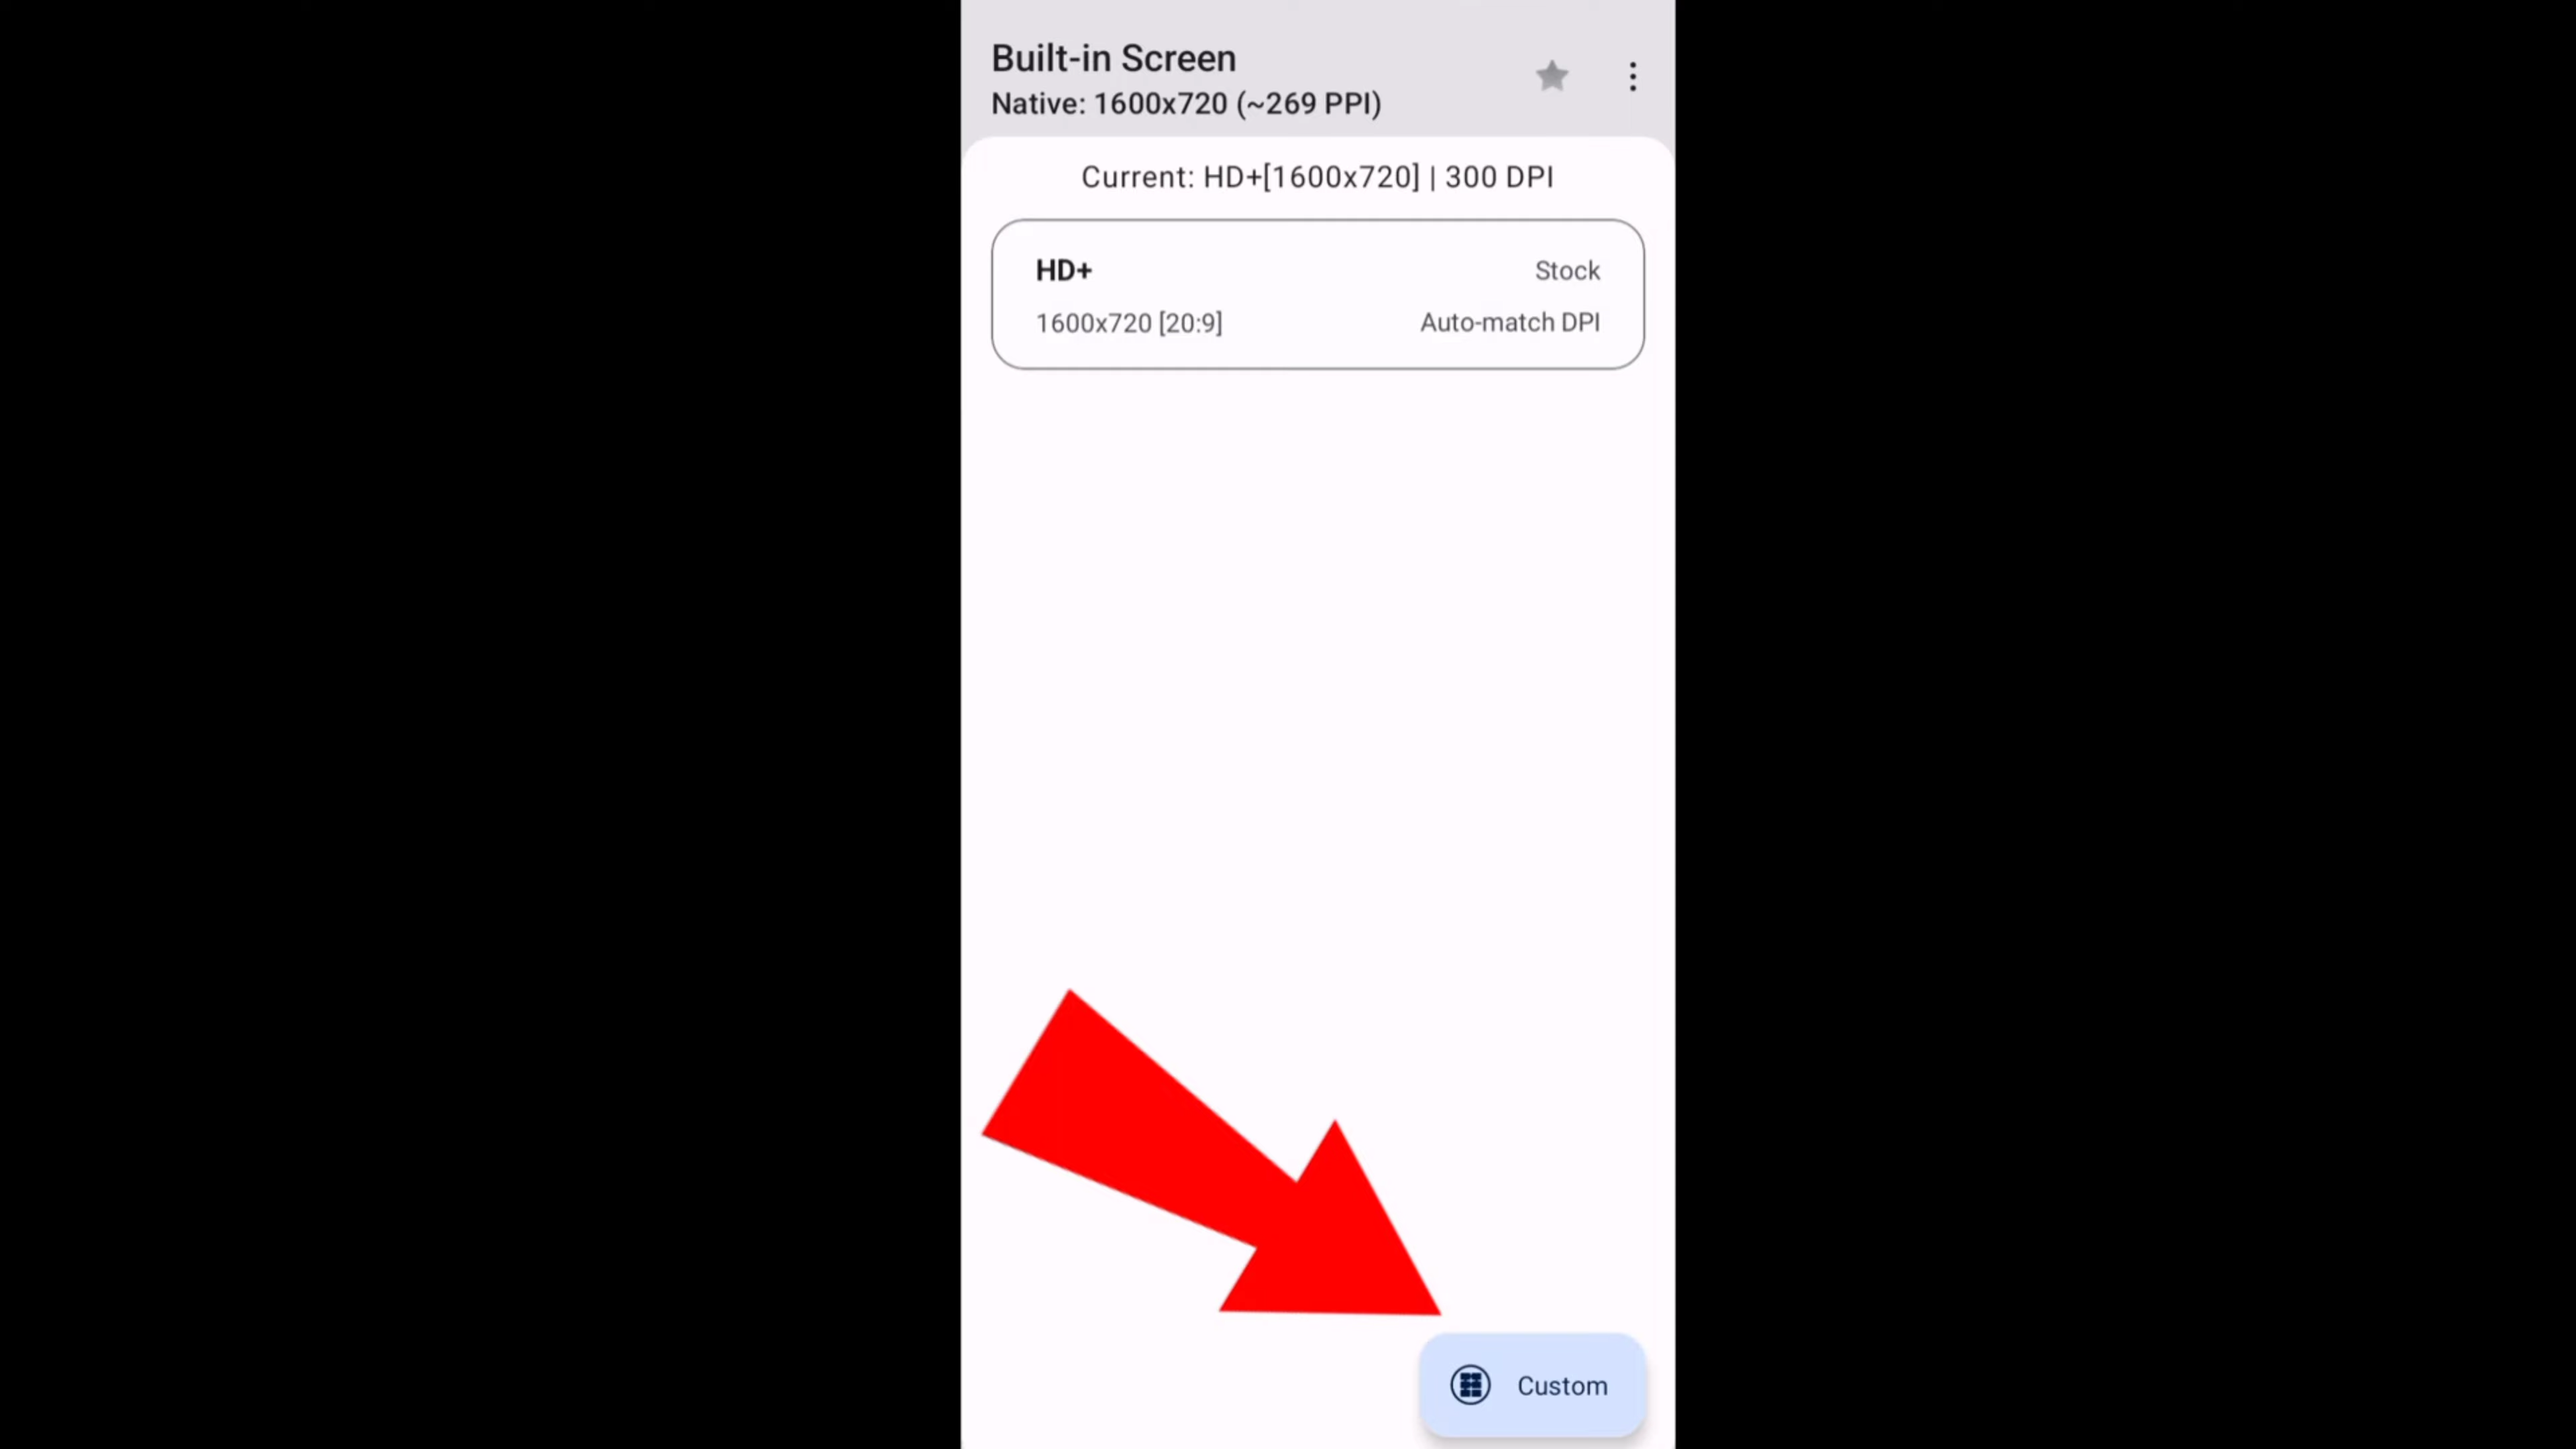 Built-in Screen
Native: 1600x720 (~269 PPI)
Current: HD+[1600x720] | 300 DPI
HD+ Stock
1600x720 [20:9] Auto-match DPI
Custom